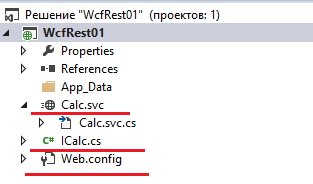 Решение "WcfRest01" (проектов: 1)
WcfRest01
Properties
References
App_Data
Calc.svc
Calc.svc.cs
ICalc.cs
Web.config